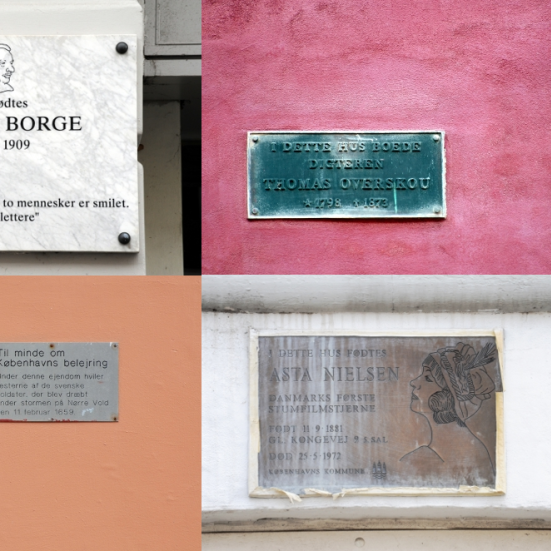 ødtes
BORGE
1909
to mennesker er smilet.
lettere"
I DETTE HUS BOEDE
DIGTEREN
THOMAS OVERSKOU
* 1798 † 1873
Til minde om
Københavns belejring
Under denne ejendom hviler
resterne af de svenske
soldater, der blev dræbt
under stormen på Nørre Vold
den 11 februar 1659.
I DETTE HUS FØDTES
ASTA NIELSEN
DANMARKS FØRSTE
STUMFILMSTJERNE
FØDT 11-9-1881
GL. KONGEVEJ 9 3.SAL
DØD 25-5-1972
KØBENHAVNS KOMMUNE